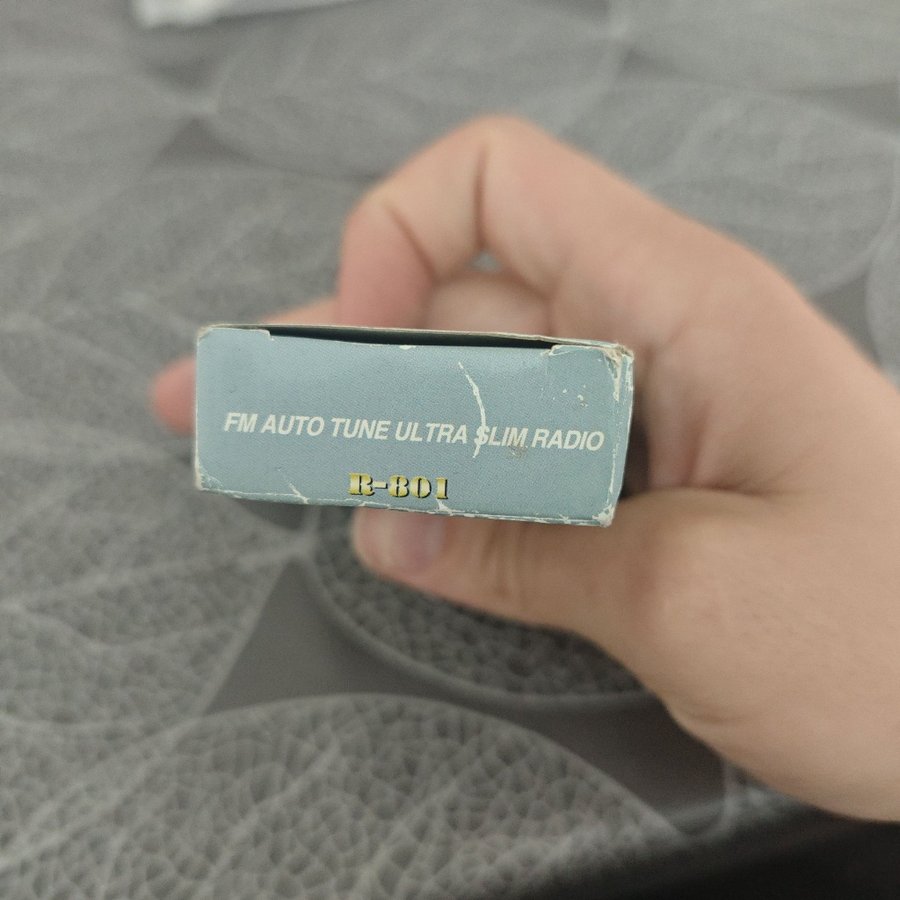 FM AUTO TUNE ULTRA SLIM RADIO
R-801